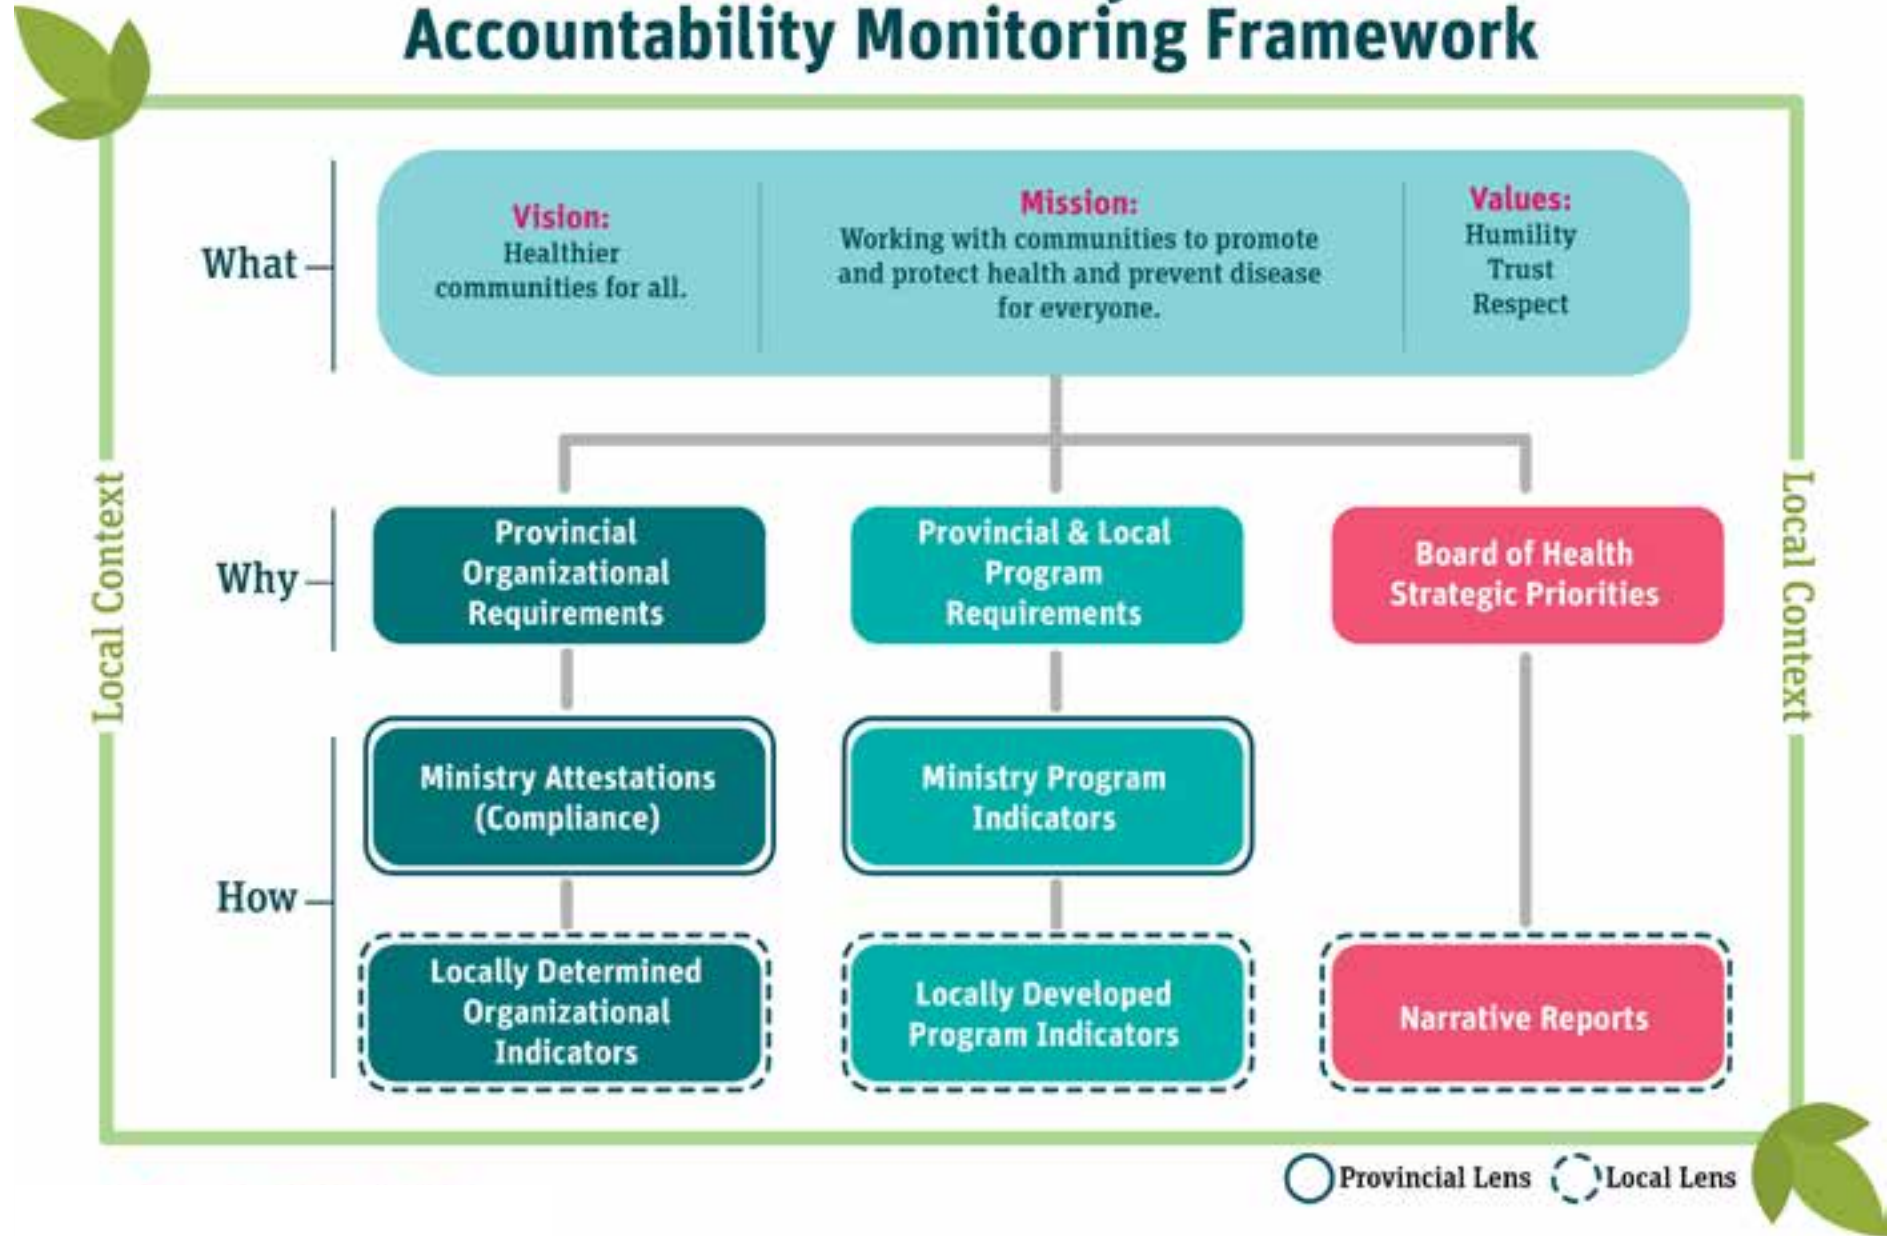 Accountability Monitoring Framework
What
Vision:
Healthier
communities for all.
Mission:
Working with communities to promote
and protect health and prevent disease
for everyone.
Values:
Humility
Trust
Respect
Local Context
Local Context
Why
Provincial
Organizational
Requirements
Provincial & Local
Program
Requirements
Board of Health
Strategic Priorities
How
Ministry Attestations
(Compliance)
Ministry Program
Indicators
Locally Determined
Organizational
Indicators
Locally Developed
Program Indicators
Narrative Reports
Provincial Lens
Local Lens